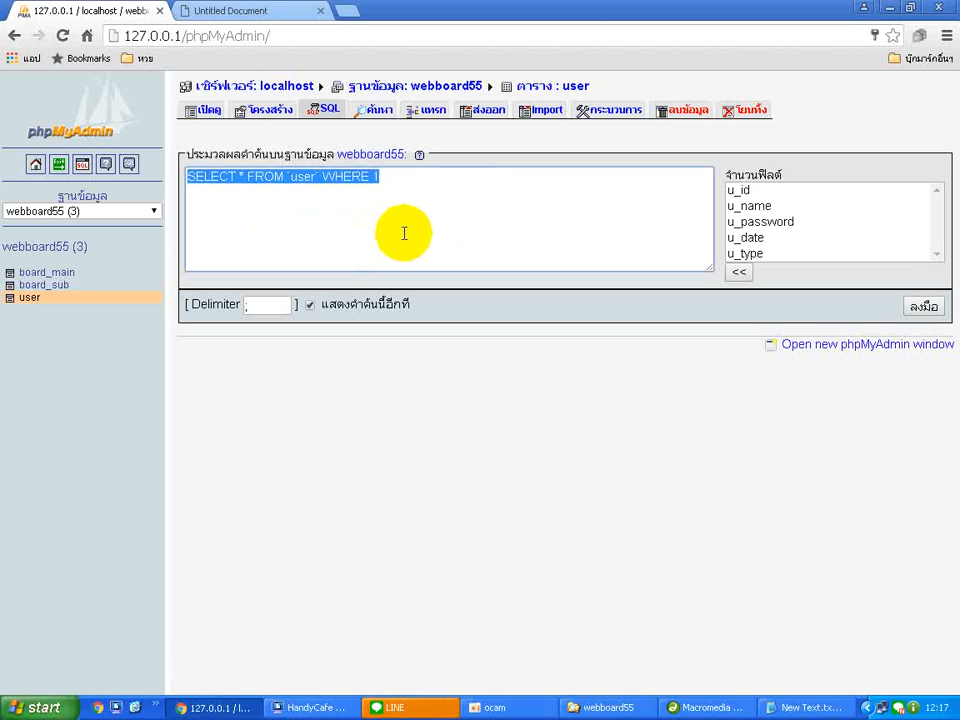 127.0.0.1 / localhost / webb
Untitled Document
127.0.0.1/phpMyAdmin/
แอป
Bookmarks
หวย
บุ๊กมาร์กอื่นๆ
phpMyAdmin
ฐานข้อมูล
webboard55 (3)
webboard55 (3)
board_main
board_sub
user
เซิร์ฟเวอร์: localhost ฐานข้อมูล: webboard55 ตาราง : user
เปิดดู โครงสร้าง SQL ค้นหา แทรก ส่งออก Import กระบวนการ ลบข้อมูล โยนทิ้ง
ประมวลผลคำค้นบนฐานข้อมูล webboard55:
SELECT * FROM `user` WHERE 1
จำนวนฟิลด์
u_id
u_name
u_password
u_date
u_type
<<
[ Delimiter ; ] แสดงคำค้นนี้อีกที
ลงมือ
Open new phpMyAdmin window
start
127.0.0.1 / l...
HandyCafe ...
LINE
ocam
webboard55
Macromedia ...
New Text.tx...
12:17